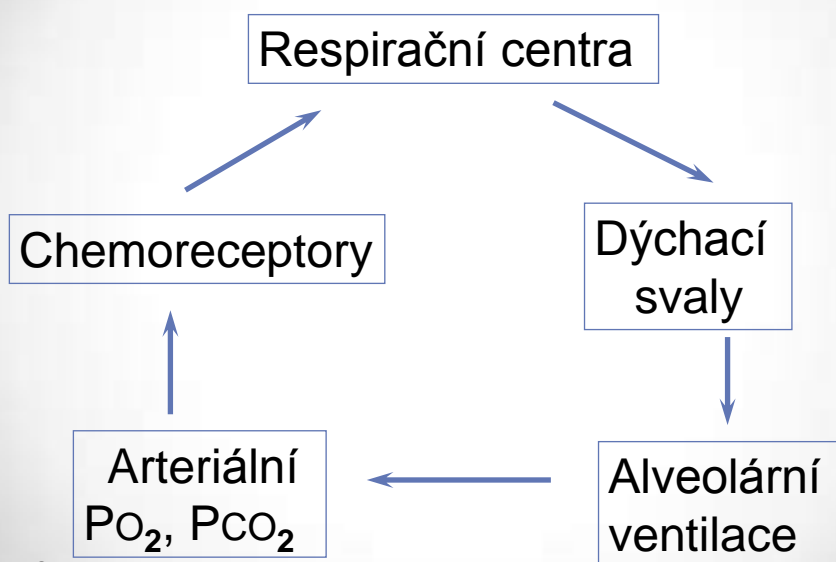 Respirační centra
Chemoreceptory
Dýchací
svaly
Arteriální
PO₂, PCO₂
Alveolární
ventilace